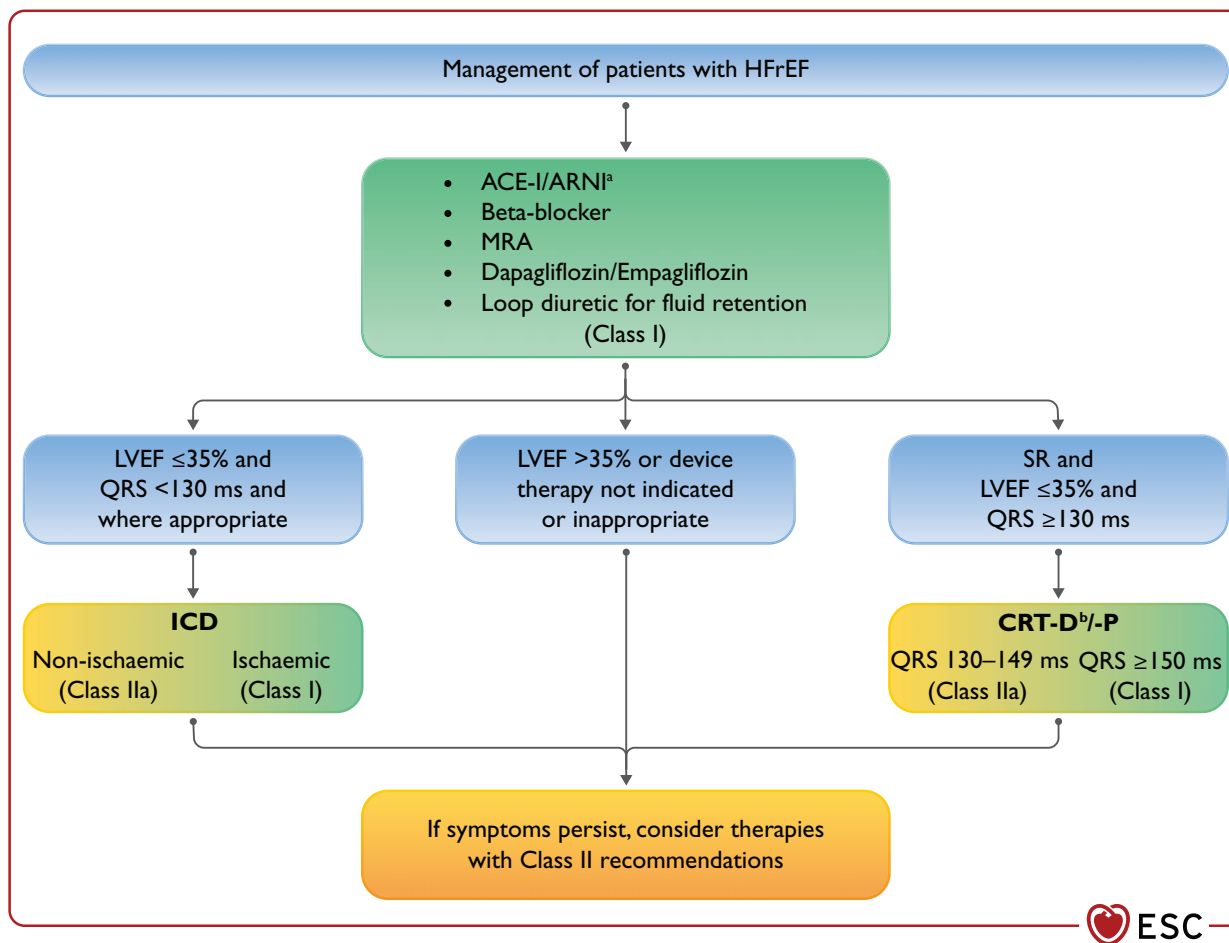 Management of patients with HFrEF
• ACE-I/ARNIᵃ
• Beta-blocker
• MRA
• Dapagliflozin/Empagliflozin
• Loop diuretic for fluid retention
(Class I)
LVEF ≤35% and
QRS <130 ms and
where appropriate
LVEF >35% or device
therapy not indicated
or inappropriate
SR and
LVEF ≤35% and
QRS ≥130 ms
ICD
Non-ischaemic
(Class IIa)
Ischaemic
(Class I)
CRT-Dᵇ/-P
QRS 130–149 ms
(Class IIa)
QRS ≥150 ms
(Class I)
If symptoms persist, consider therapies
with Class II recommendations
ESC